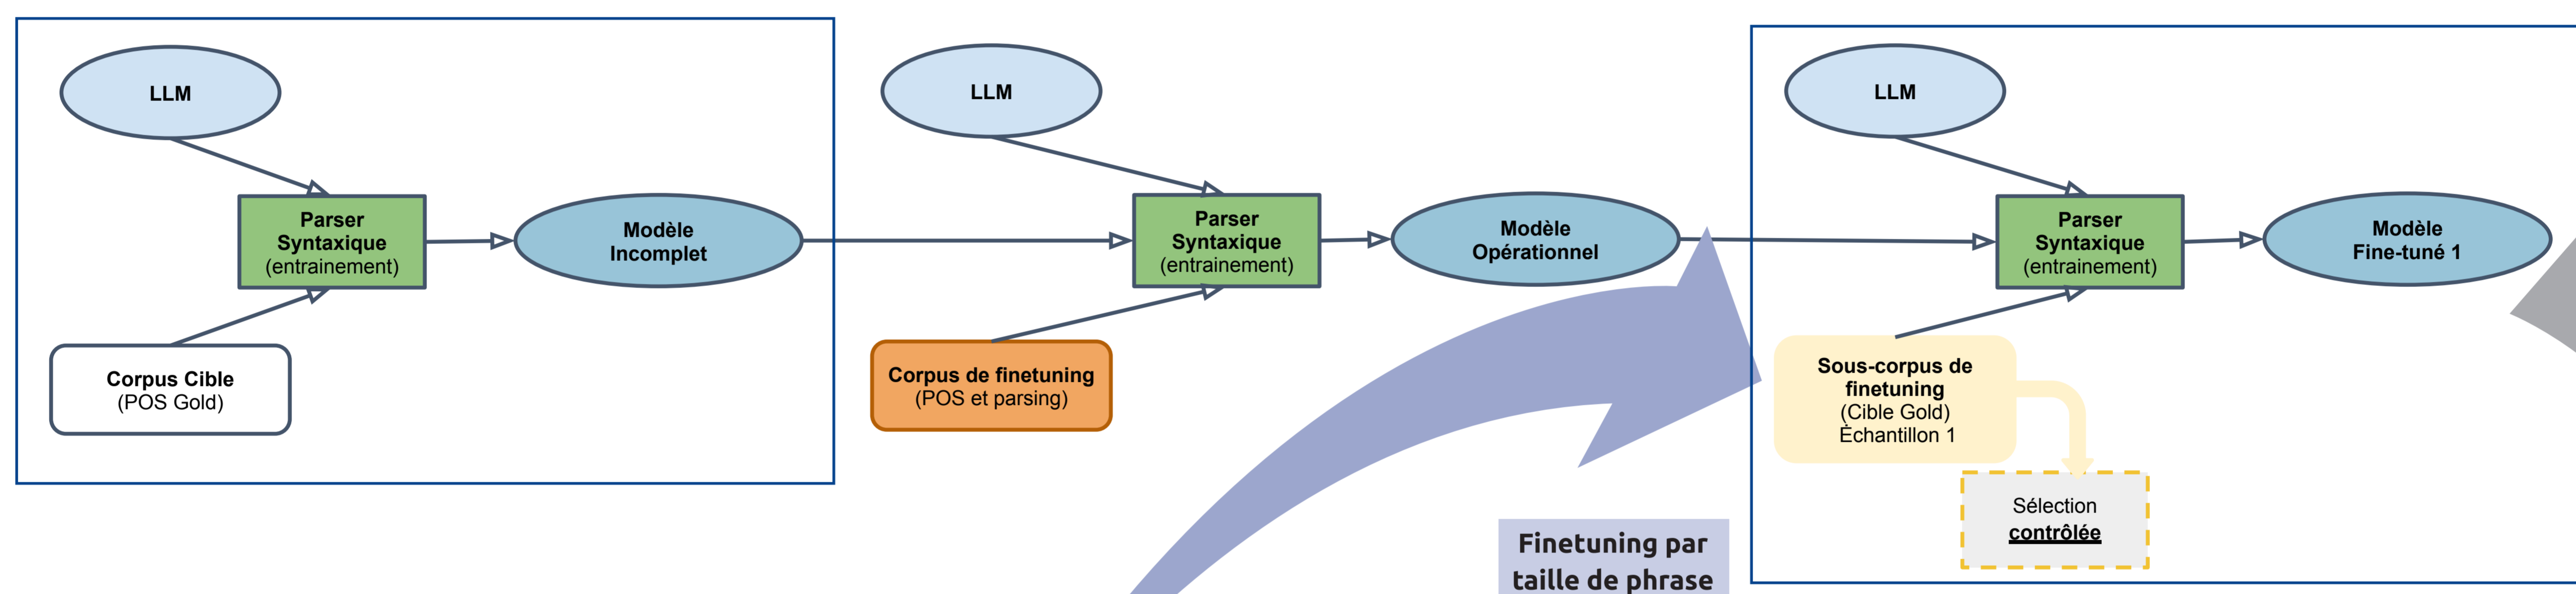 LLM
Parser
Syntaxique
(entrainement)
Modèle
Incomplet
Corpus Cible
(POS Gold)
LLM
Parser
Syntaxique
(entrainement)
Modèle
Opérationnel
Corpus de finetuning
(POS et parsing)
LLM
Parser
Syntaxique
(entrainement)
Modèle
Fine-tuné 1
Sous-corpus de
finetuning
(Cible Gold)
Échantillon 1
Sélection
contrôlée
Finetuning par
taille de phrase